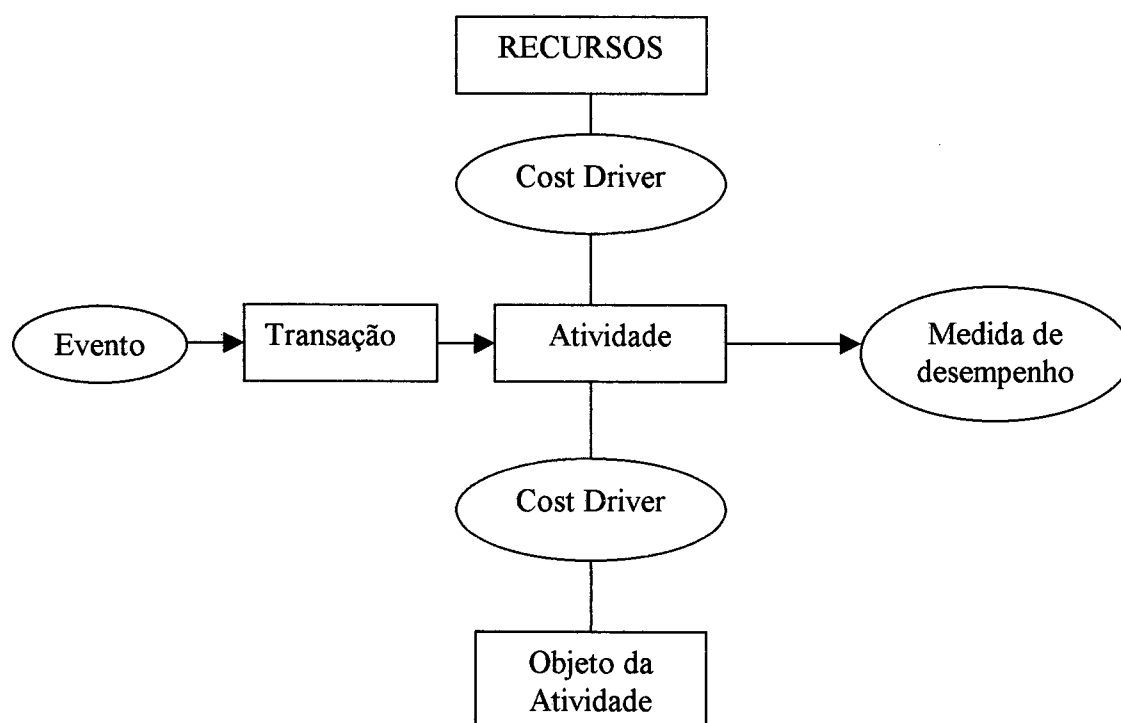 RECURSOS
Cost Driver
Evento
Transação
Atividade
Medida de
desempenho
Cost Driver
Objeto da
Atividade